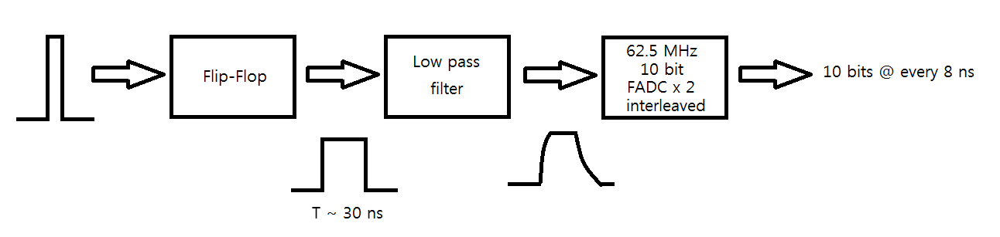 Flip-Flop
Low pass
filter
62.5 MHz
10 bit
FADC x 2
interleaved
10 bits @ every 8 ns
T ~ 30 ns